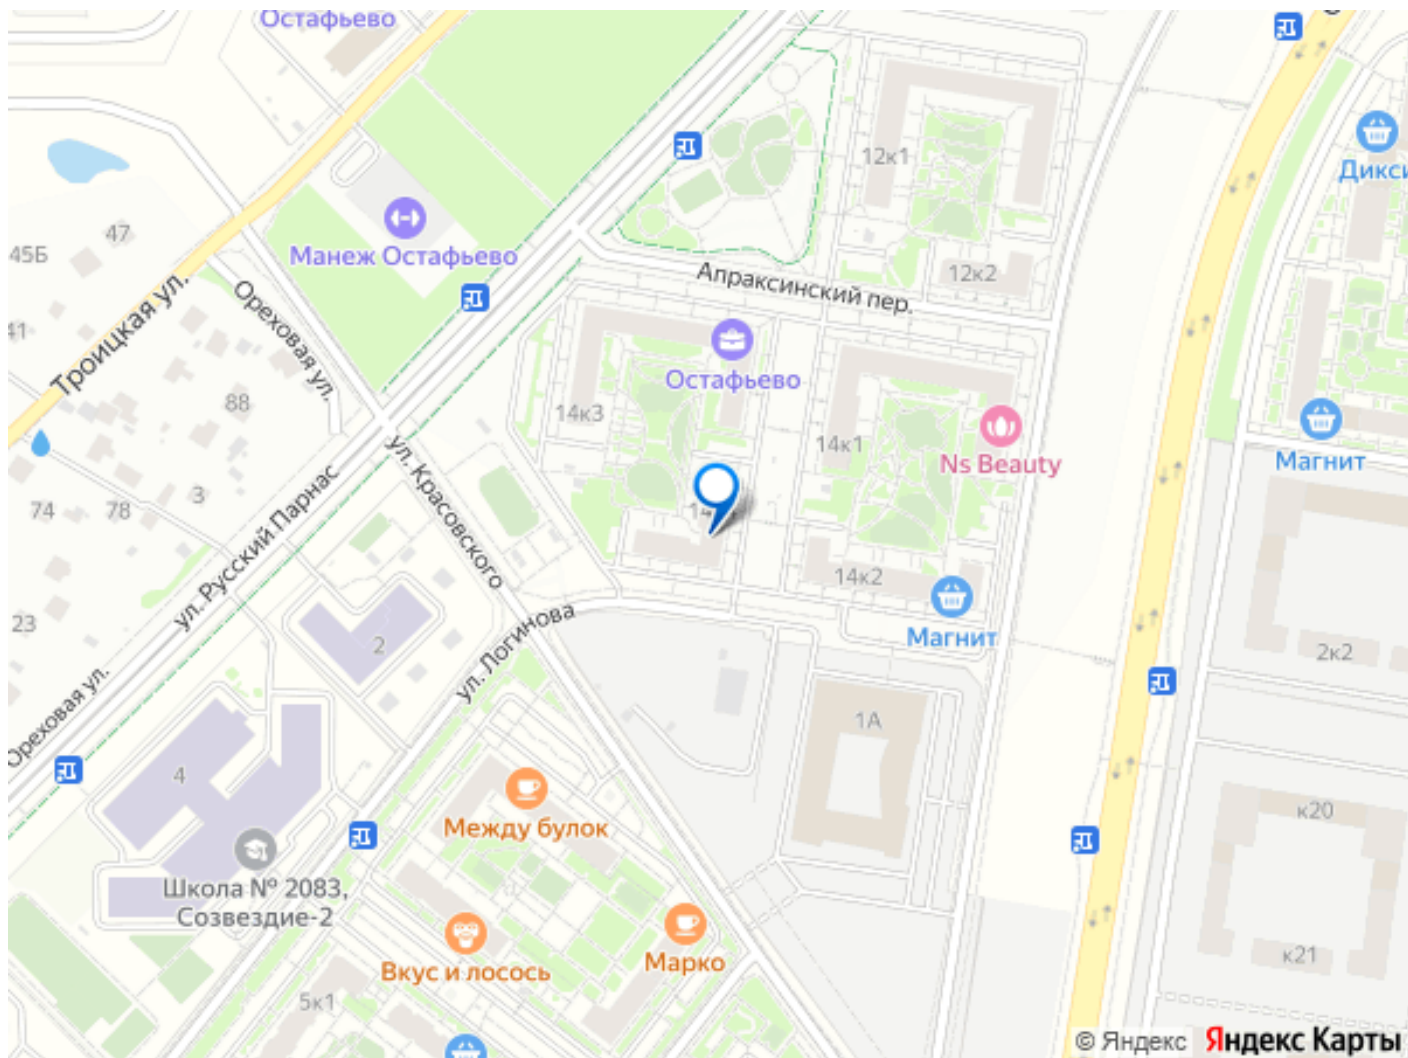 Остафьево
12к1
Дикси
47
45Б
Манеж Остафьево
Апраксинский пер.
12к2
41
Троицкая ул.
Ореховая ул.
Остафьево
88
14к3
14к1
Ns Beauty
Магнит
ул. Красовского
74
78
3
ул. Русский Парнас
14к2
23
ул. Логинова
Магнит
2
2к2
Ореховая ул.
1А
4
к20
Между булок
Школа № 2083,
Созвездие-2
Марко
Вкус и лосось
к21
5к1
© Яндекс Яндекс Карты